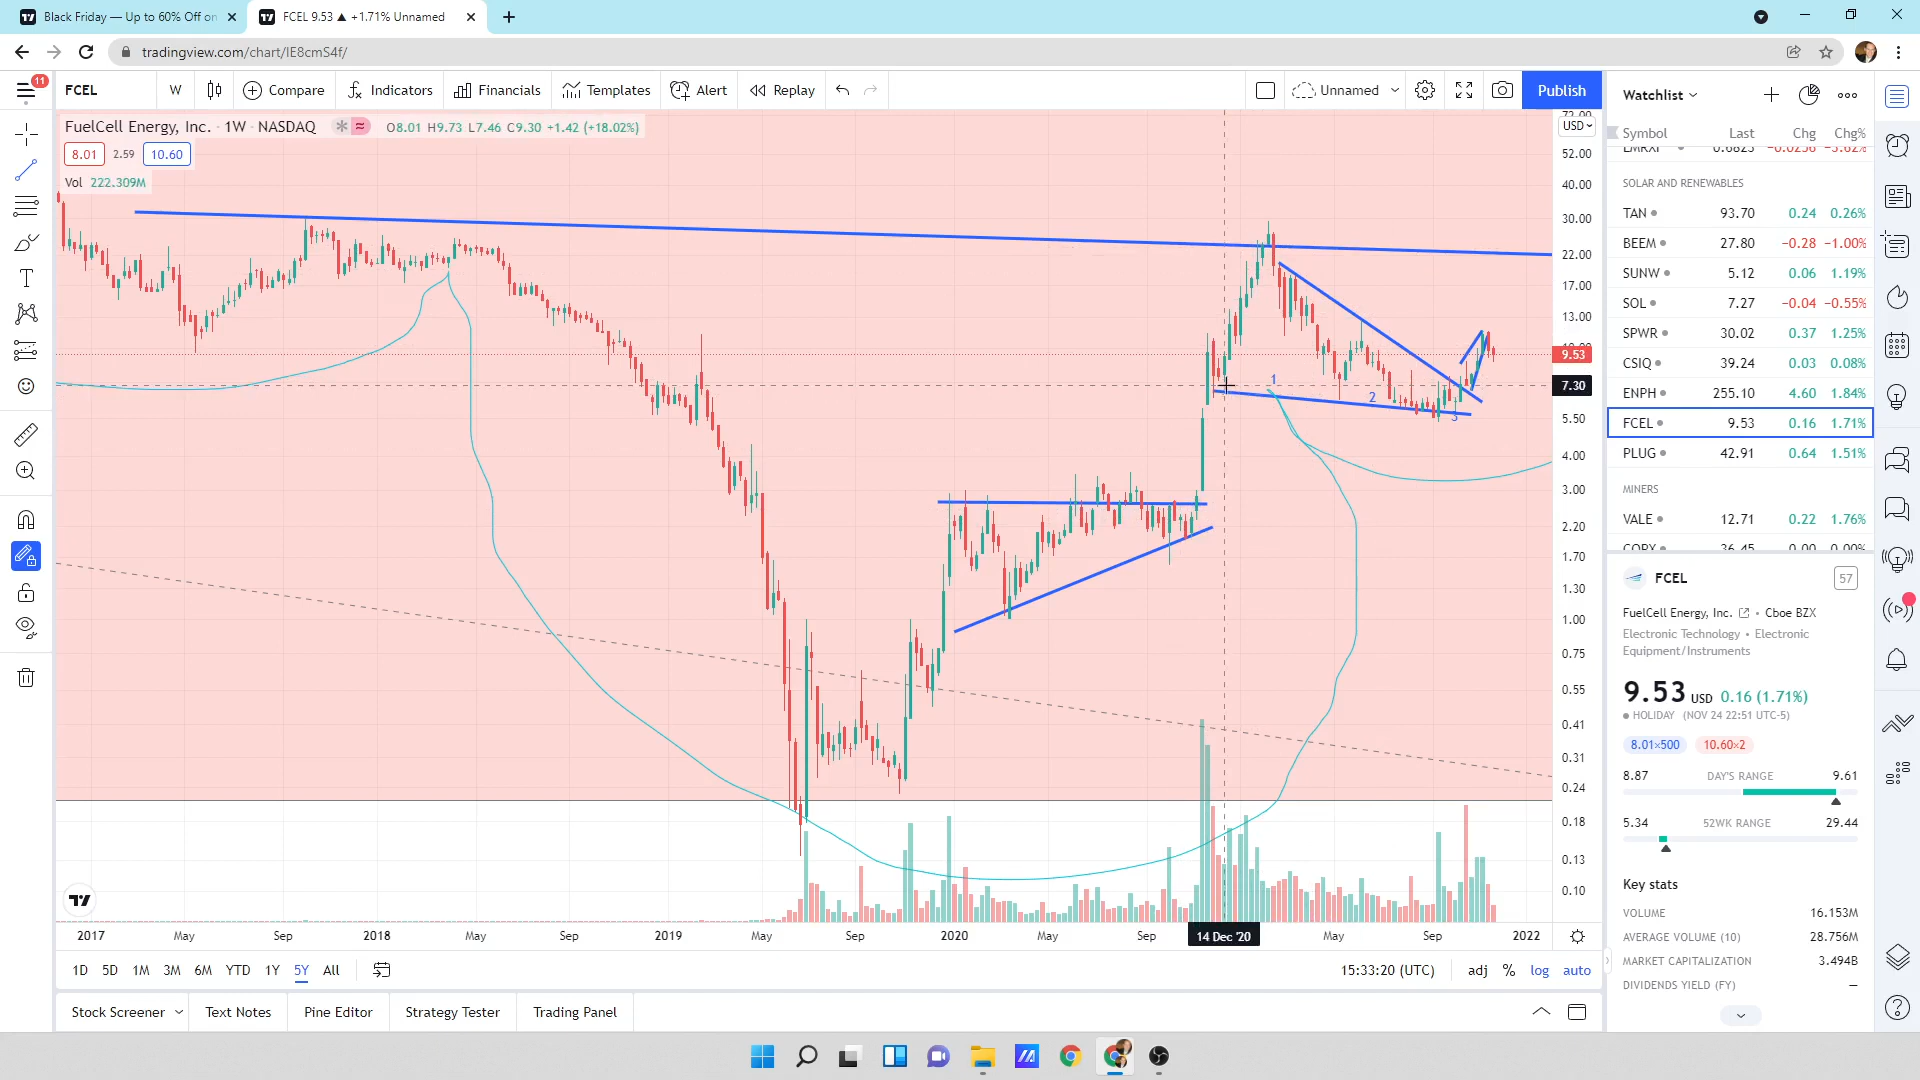 Black Friday — Up to 60% Off on
FCEL 9.53 ▲ +1.71% Unnamed
tradingview.com/chart/IE8cmS4f/
11
FCEL W Compare Indicators Financials Templates Alert Replay Unnamed Publish
FuelCell Energy, Inc. · 1W · NASDAQ O8.01 H9.73 L7.46 C9.30 +1.42 (+18.02%)
8.01 2.59 10.60
Vol 222.309M
USD
52.00
40.00
30.00
22.00
17.00
13.00
9.53
7.30
5.50
4.00
3.00
2.20
1.70
1.30
1.00
0.75
0.55
0.41
0.31
0.24
0.18
0.13
0.10
1
2
3
2017 May Sep 2018 May Sep 2019 May Sep 2020 May Sep 14 Dec '20 May Sep 2022
1D 5D 1M 3M 6M YTD 1Y 5Y All
15:33:20 (UTC) adj % log auto
Stock Screener Text Notes Pine Editor Strategy Tester Trading Panel
Watchlist
Symbol Last Chg Chg%
SOLAR AND RENEWABLES
TAN 93.70 0.24 0.26%
BEEM 27.80 −0.28 −1.00%
SUNW 5.12 0.06 1.19%
SOL 7.27 −0.04 −0.55%
SPWR 30.02 0.37 1.25%
CSIQ 39.24 0.03 0.08%
ENPH 255.10 4.60 1.84%
FCEL 9.53 0.16 1.71%
PLUG 42.91 0.64 1.51%
MINERS
VALE 12.71 0.22 1.76%
COPX 36.45 0.00 0.00%
FCEL 57
FuelCell Energy, Inc. • Cboe BZX
Electronic Technology • Electronic
Equipment/Instruments
9.53 USD 0.16 (1.71%)
HOLIDAY (NOV 24 22:51 UTC-5)
8.01×500 10.60×2
8.87 DAY'S RANGE 9.61
5.34 52WK RANGE 29.44
Key stats
VOLUME 16.153M
AVERAGE VOLUME (10) 28.756M
MARKET CAPITALIZATION 3.494B
DIVIDENDS YIELD (FY) —